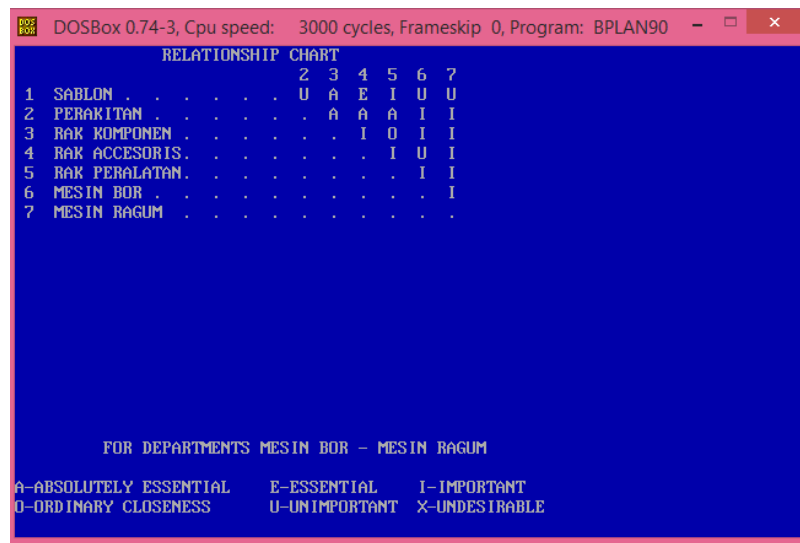 DOS BOX DOSBox 0.74-3, Cpu speed: 3000 cycles, Frameskip 0, Program: BPLAN90
RELATIONSHIP CHART
2 3 4 5 6 7
1 SABLON . . . . . . U A E I U U
2 PERAKITAN . . . . . . A A A I I
3 RAK KOMPONEN . . . . . . I O I I
4 RAK ACCESORIS. . . . . . . I U I
5 RAK PERALATAN. . . . . . . . I I
6 MESIN BOR . . . . . . . . . . I
7 MESIN RAGUM . . . . . . . . . .
FOR DEPARTMENTS MESIN BOR - MESIN RAGUM
A-ABSOLUTELY ESSENTIAL E-ESSENTIAL I-IMPORTANT
O-ORDINARY CLOSENESS U-UNIMPORTANT X-UNDESIRABLE